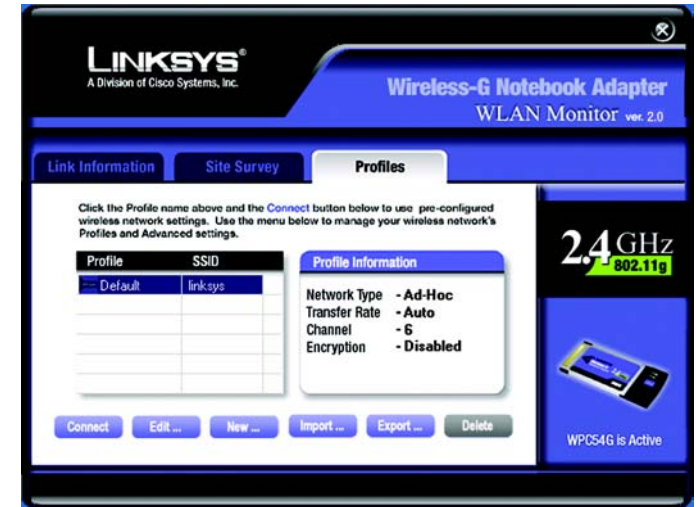 LINKSYS®
A Division of Cisco Systems, Inc.
Wireless-G Notebook Adapter
WLAN Monitor ver. 2.0
Link Information Site Survey Profiles
Click the Profile name above and the Connect button below to use pre-configured
wireless network settings. Use the menu below to manage your wireless network's
Profiles and Advanced settings.
Profile SSID
Default linksys
Profile Information
Network Type - Ad-Hoc
Transfer Rate - Auto
Channel - 6
Encryption - Disabled
Connect Edit ... New ... Import ... Export ... Delete
2.4 GHz
802.11g
WPC54G is Active